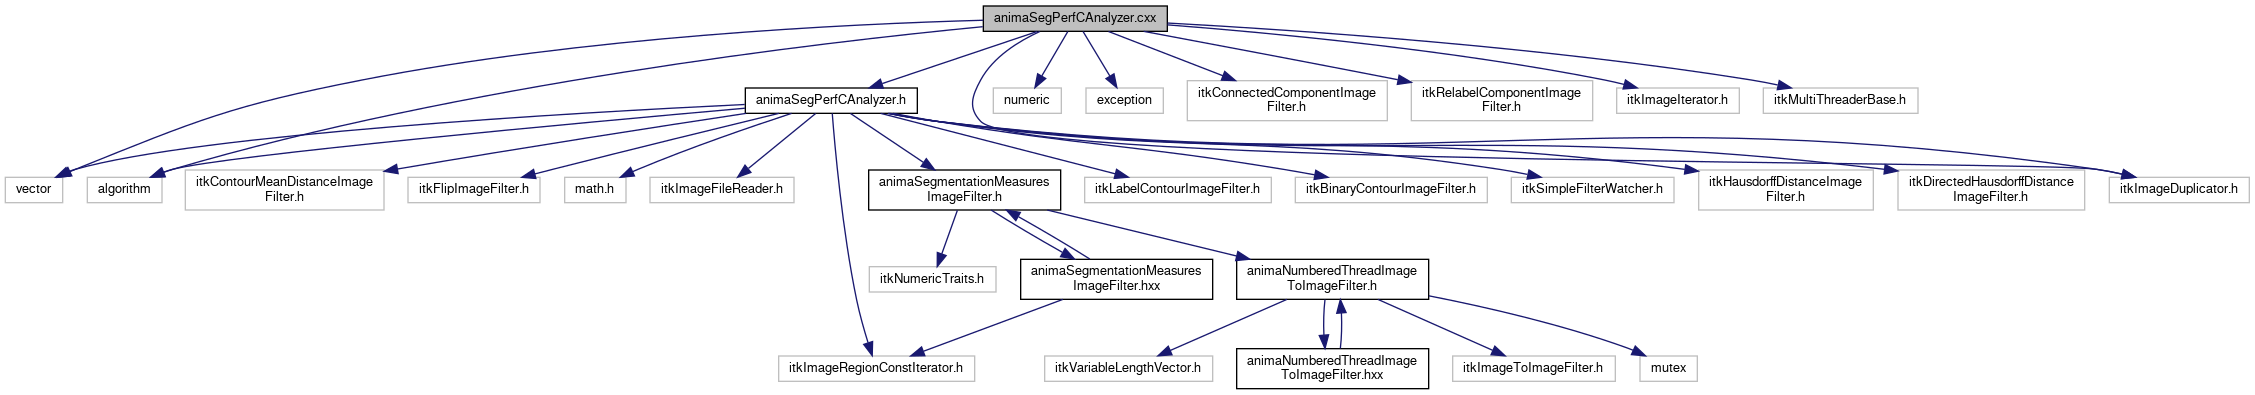 animaSegPerfCAnalyzer.cxx
animaSegPerfCAnalyzer.h
numeric
exception
itkConnectedComponentImage
Filter.h
itkRelabelComponentImage
Filter.h
itkImageIterator.h
itkMultiThreaderBase.h
vector
algorithm
itkContourMeanDistanceImage
Filter.h
itkFlipImageFilter.h
math.h
itkImageFileReader.h
animaSegmentationMeasures
ImageFilter.h
itkLabelContourImageFilter.h
itkBinaryContourImageFilter.h
itkSimpleFilterWatcher.h
itkHausdorffDistanceImage
Filter.h
itkDirectedHausdorffDistance
ImageFilter.h
itkImageDuplicator.h
itkNumericTraits.h
animaSegmentationMeasures
ImageFilter.hxx
animaNumberedThreadImage
ToImageFilter.h
itkImageRegionConstIterator.h
itkVariableLengthVector.h
animaNumberedThreadImage
ToImageFilter.hxx
itkImageToImageFilter.h
mutex